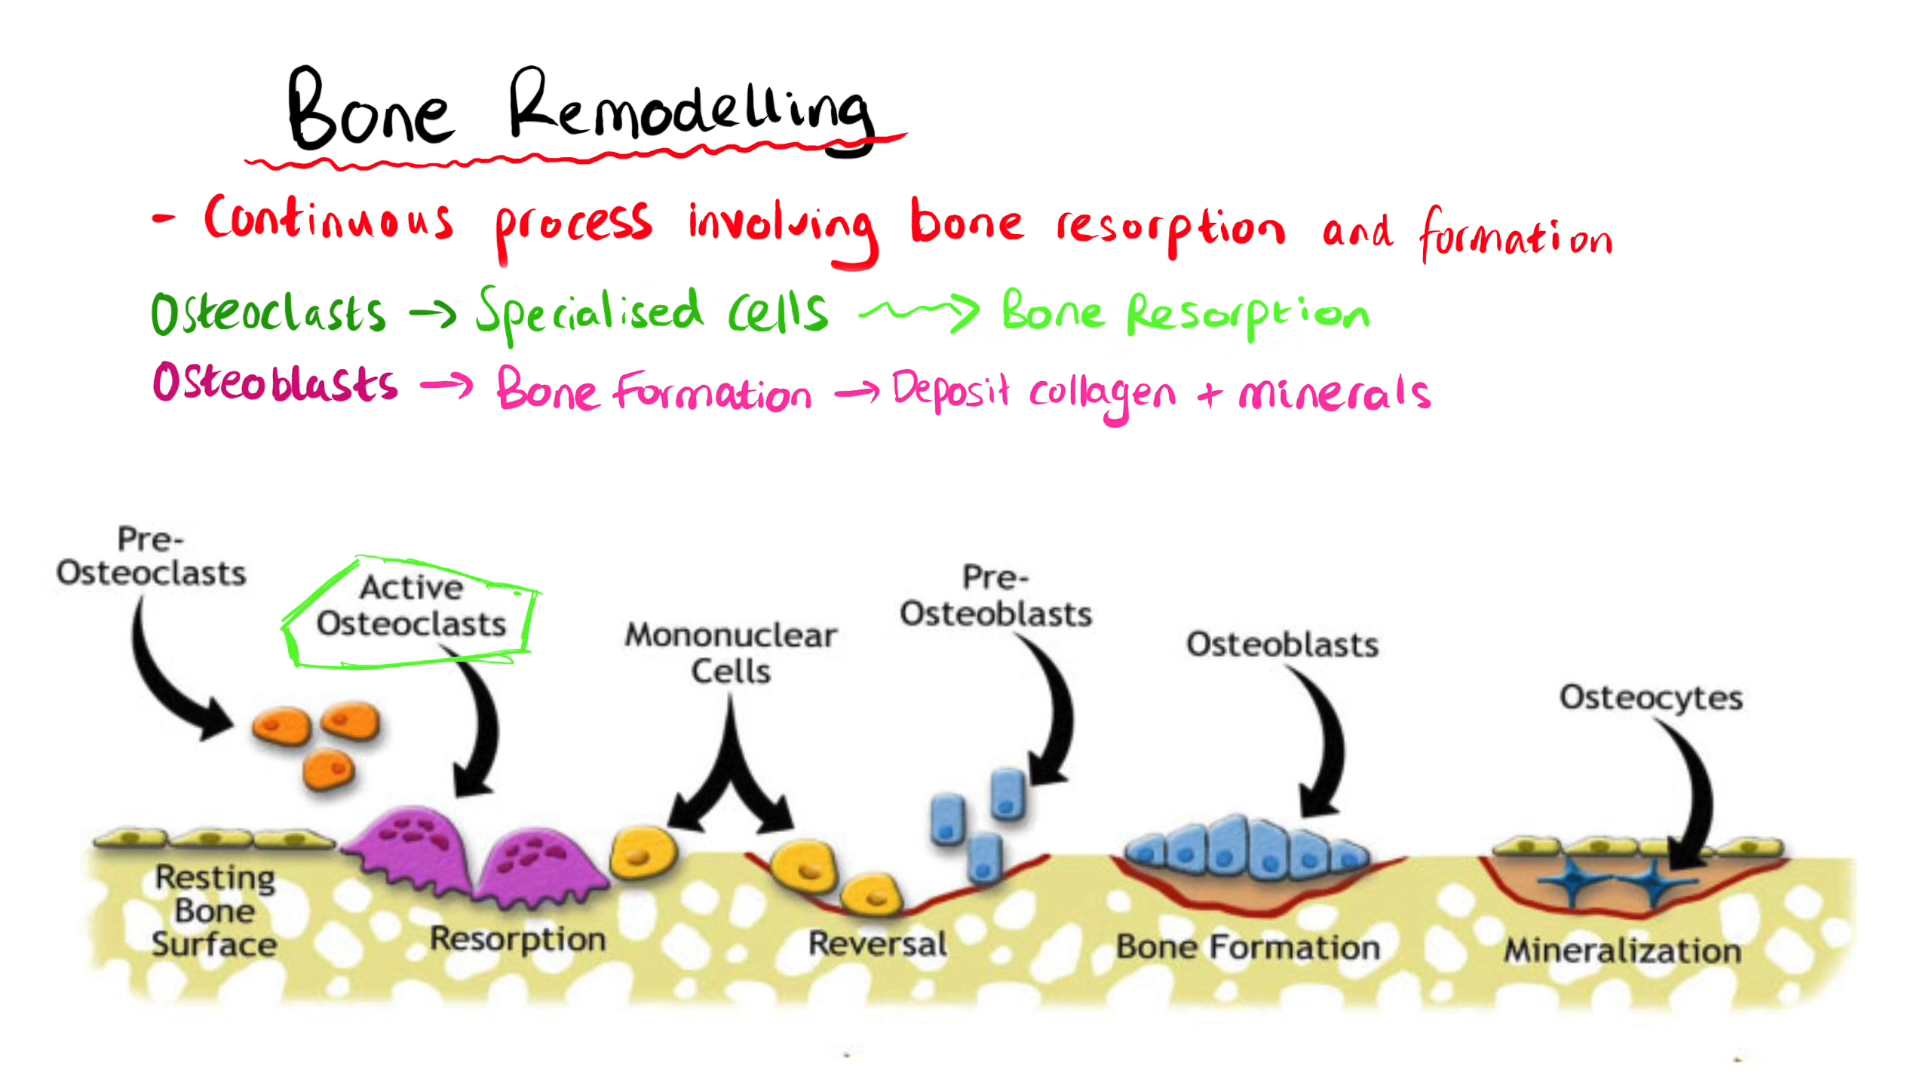 Bone Remodelling
- Continuous process involving bone resorption and formation
Osteoclasts → Specialised cells → Bone Resorption
Osteoblasts → Bone Formation → Deposit collagen + minerals
Pre-
Osteoclasts
Active
Osteoclasts
Mononuclear
Cells
Pre-
Osteoblasts
Osteoblasts
Osteocytes
Resting
Bone
Surface
Resorption
Reversal
Bone Formation
Mineralization